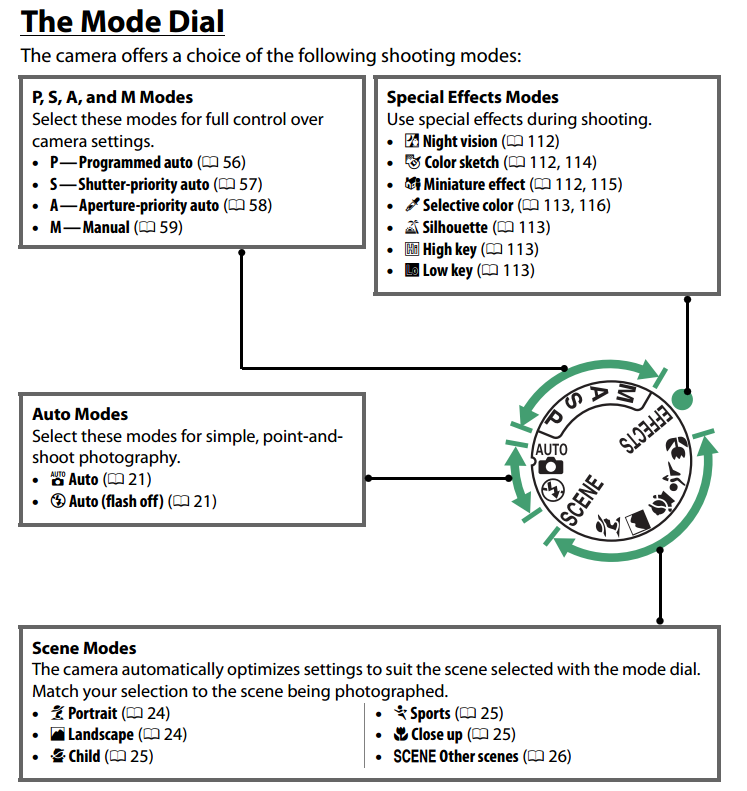 The Mode Dial
The camera offers a choice of the following shooting modes:
P, S, A, and M Modes
Select these modes for full control over
camera settings.
• P—Programmed auto (56)
• S—Shutter-priority auto (57)
• A—Aperture-priority auto (58)
• M—Manual (59)
Special Effects Modes
Use special effects during shooting.
• Night vision (112)
• Color sketch (112, 114)
• Miniature effect (112, 115)
• Selective color (113, 116)
• Silhouette (113)
• Hi High key (113)
• Lo Low key (113)
Auto Modes
Select these modes for simple, point-and-
shoot photography.
• AUTO Auto (21)
• Auto (flash off) (21)
M
A
S
P
AUTO
SCENE
EFFECTS
Scene Modes
The camera automatically optimizes settings to suit the scene selected with the mode dial.
Match your selection to the scene being photographed.
• Portrait (24)
• Landscape (24)
• Child (25)
• Sports (25)
• Close up (25)
• SCENE Other scenes (26)